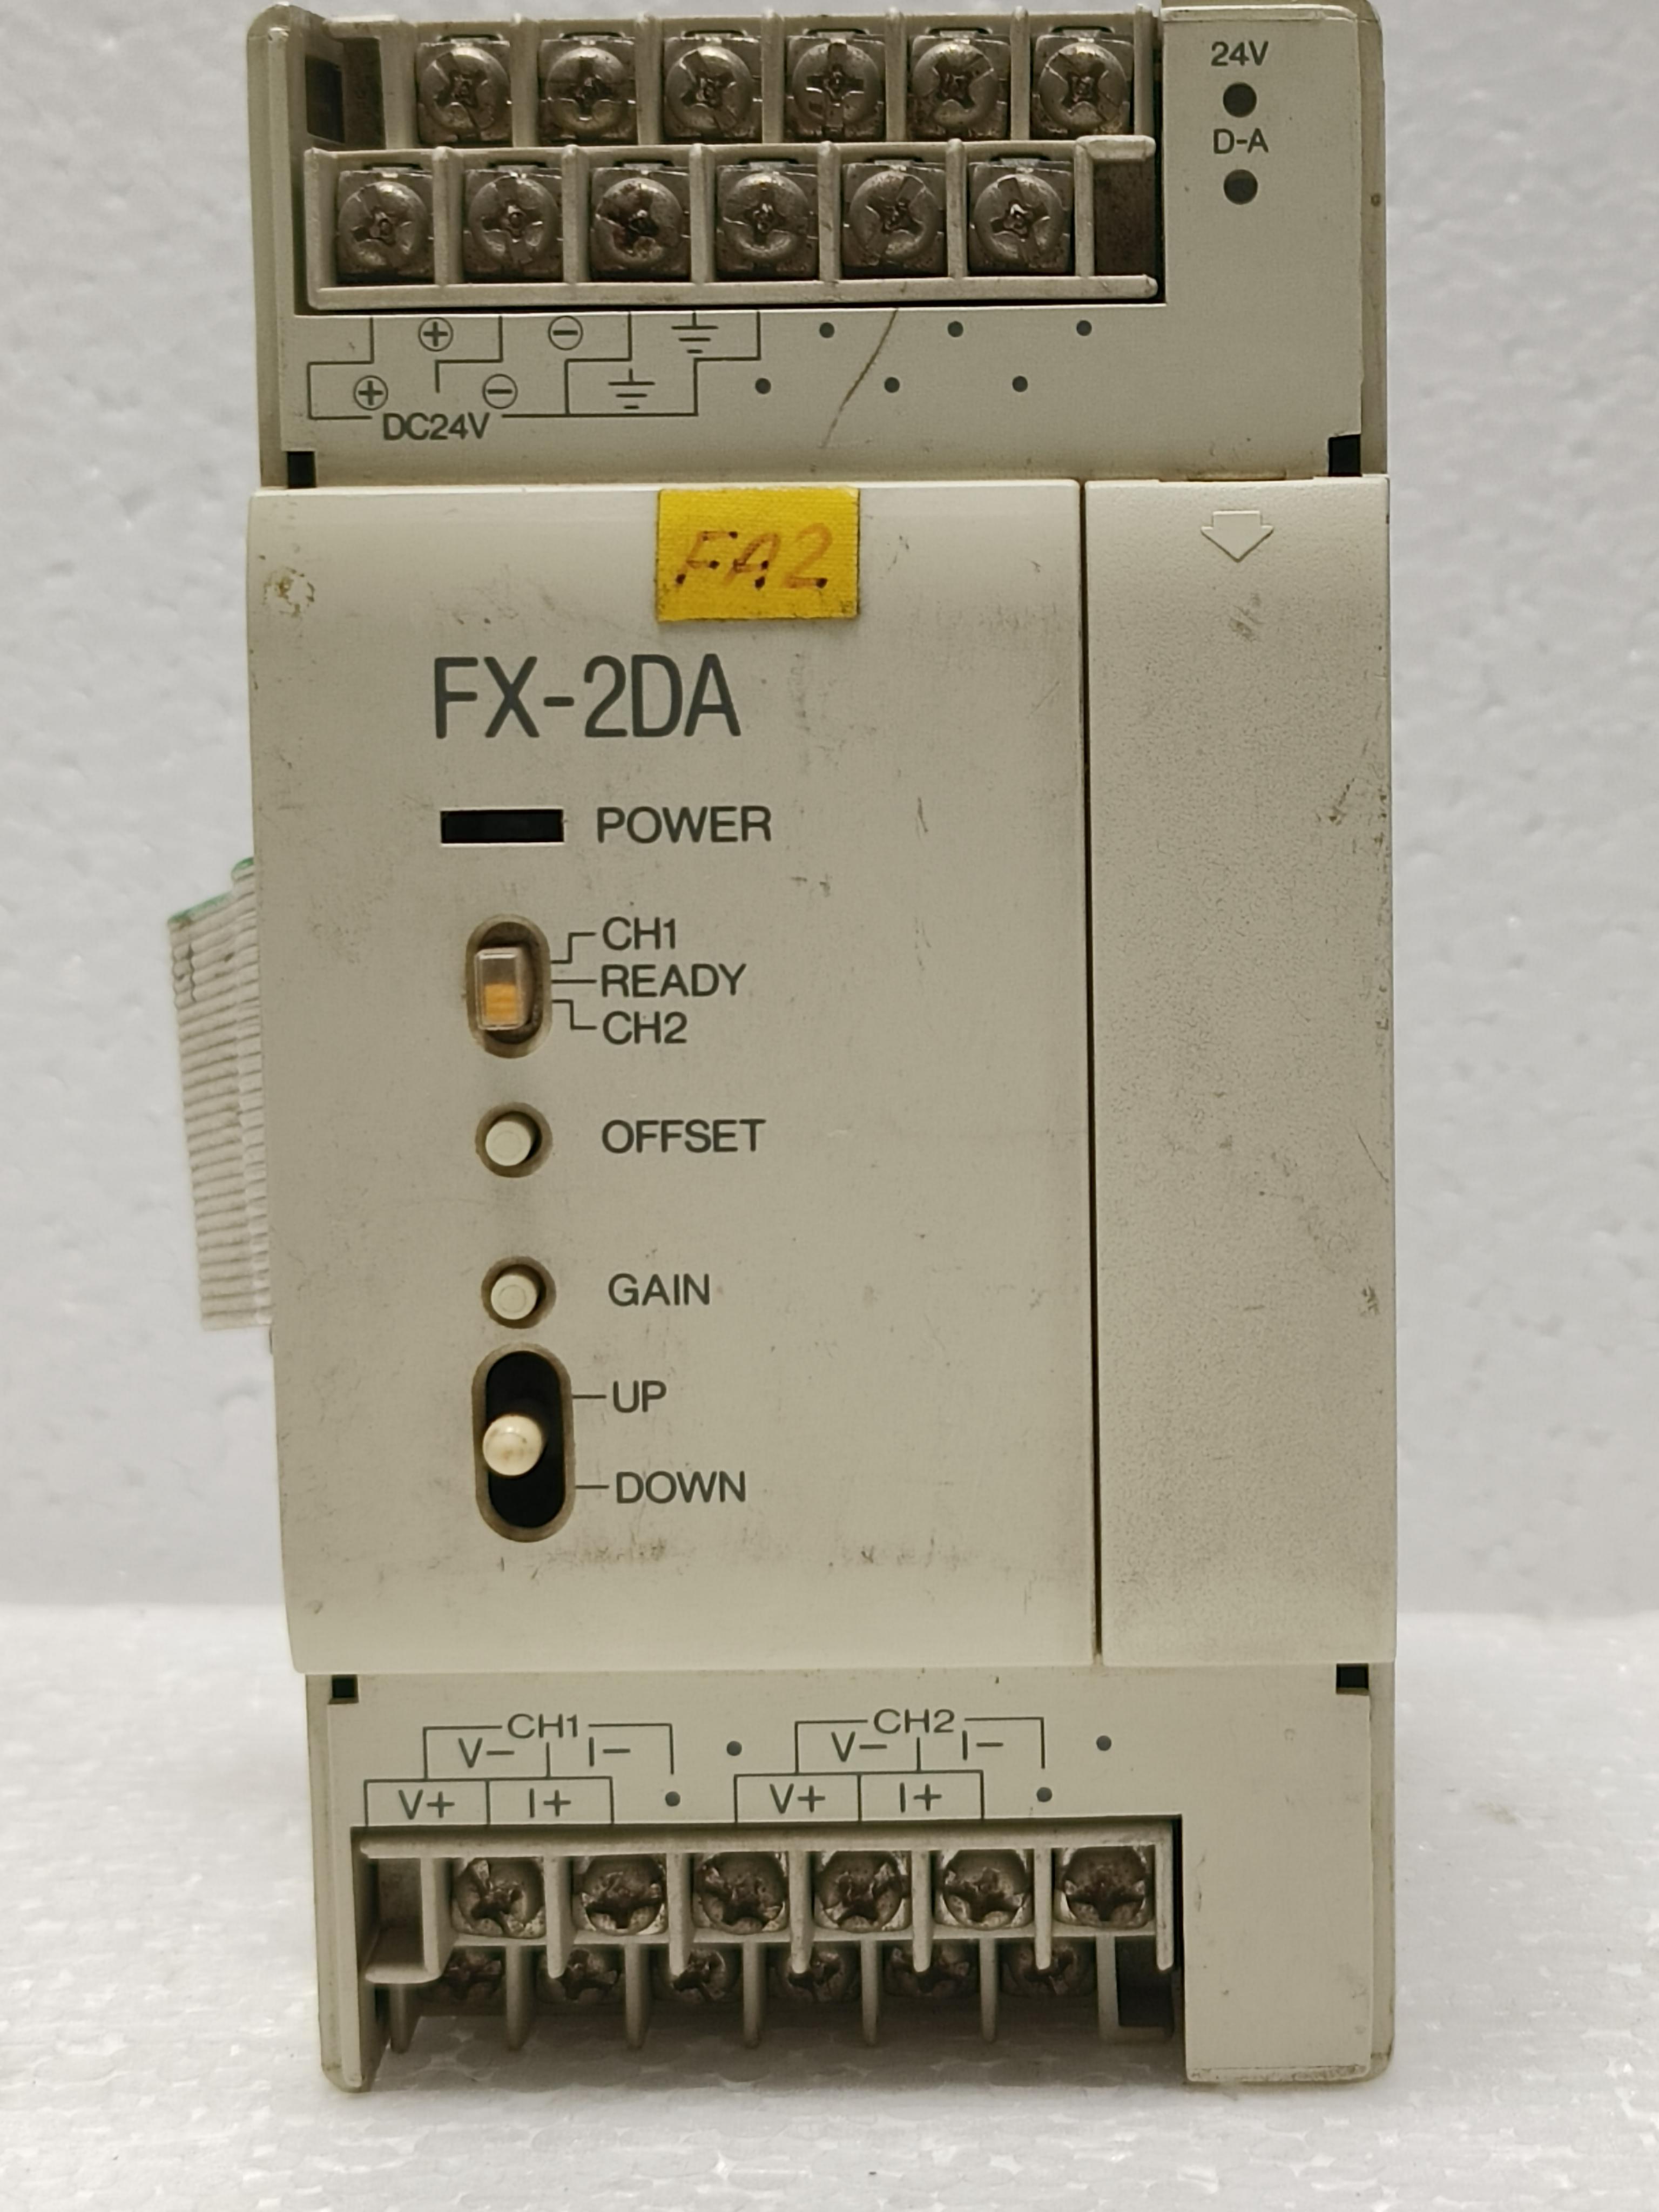 24V
D-A
⊕ ⊖
⊕ ⊖
DC24V
FA2
FX-2DA
POWER
CH1
READY
CH2
OFFSET
GAIN
UP
DOWN
CH1 CH2
V- I- V- I-
V+ I+ V+ I+